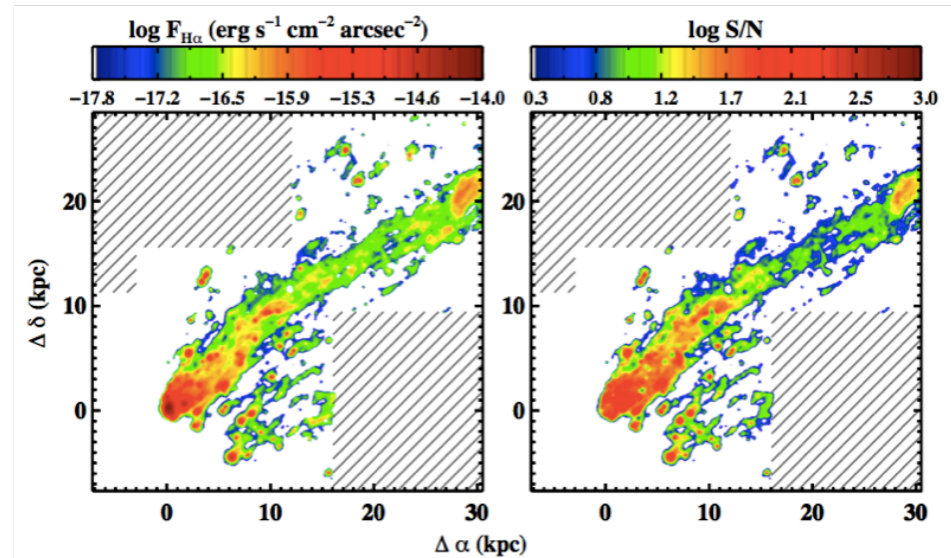 log F_Hα (erg s⁻¹ cm⁻² arcsec⁻²)
log S/N
−17.8 −17.2 −16.5 −15.9 −15.3 −14.6 −14.0
0.3 0.8 1.2 1.7 2.1 2.5 3.0
20
10
0
Δ δ (kpc)
0 10 20 30
0 10 20 30
Δ α (kpc)